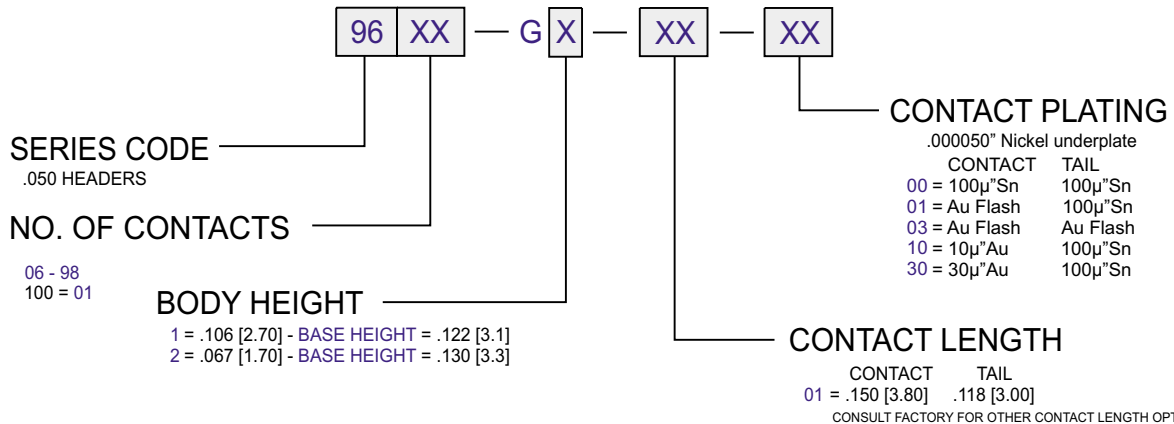 96 XX — G X — XX — XX
SERIES CODE
.050 HEADERS
NO. OF CONTACTS
06 - 98
100 = 01
BODY HEIGHT
1 = .106 [2.70] - BASE HEIGHT = .122 [3.1]
2 = .067 [1.70] - BASE HEIGHT = .130 [3.3]
CONTACT PLATING
.000050” Nickel underplate
CONTACT TAIL
00 = 100µ”Sn 100µ”Sn
01 = Au Flash 100µ”Sn
03 = Au Flash Au Flash
10 = 10µ”Au 100µ”Sn
30 = 30µ”Au 100µ”Sn
CONTACT LENGTH
CONTACT TAIL
01 = .150 [3.80] .118 [3.00]
CONSULT FACTORY FOR OTHER CONTACT LENGTH OPT